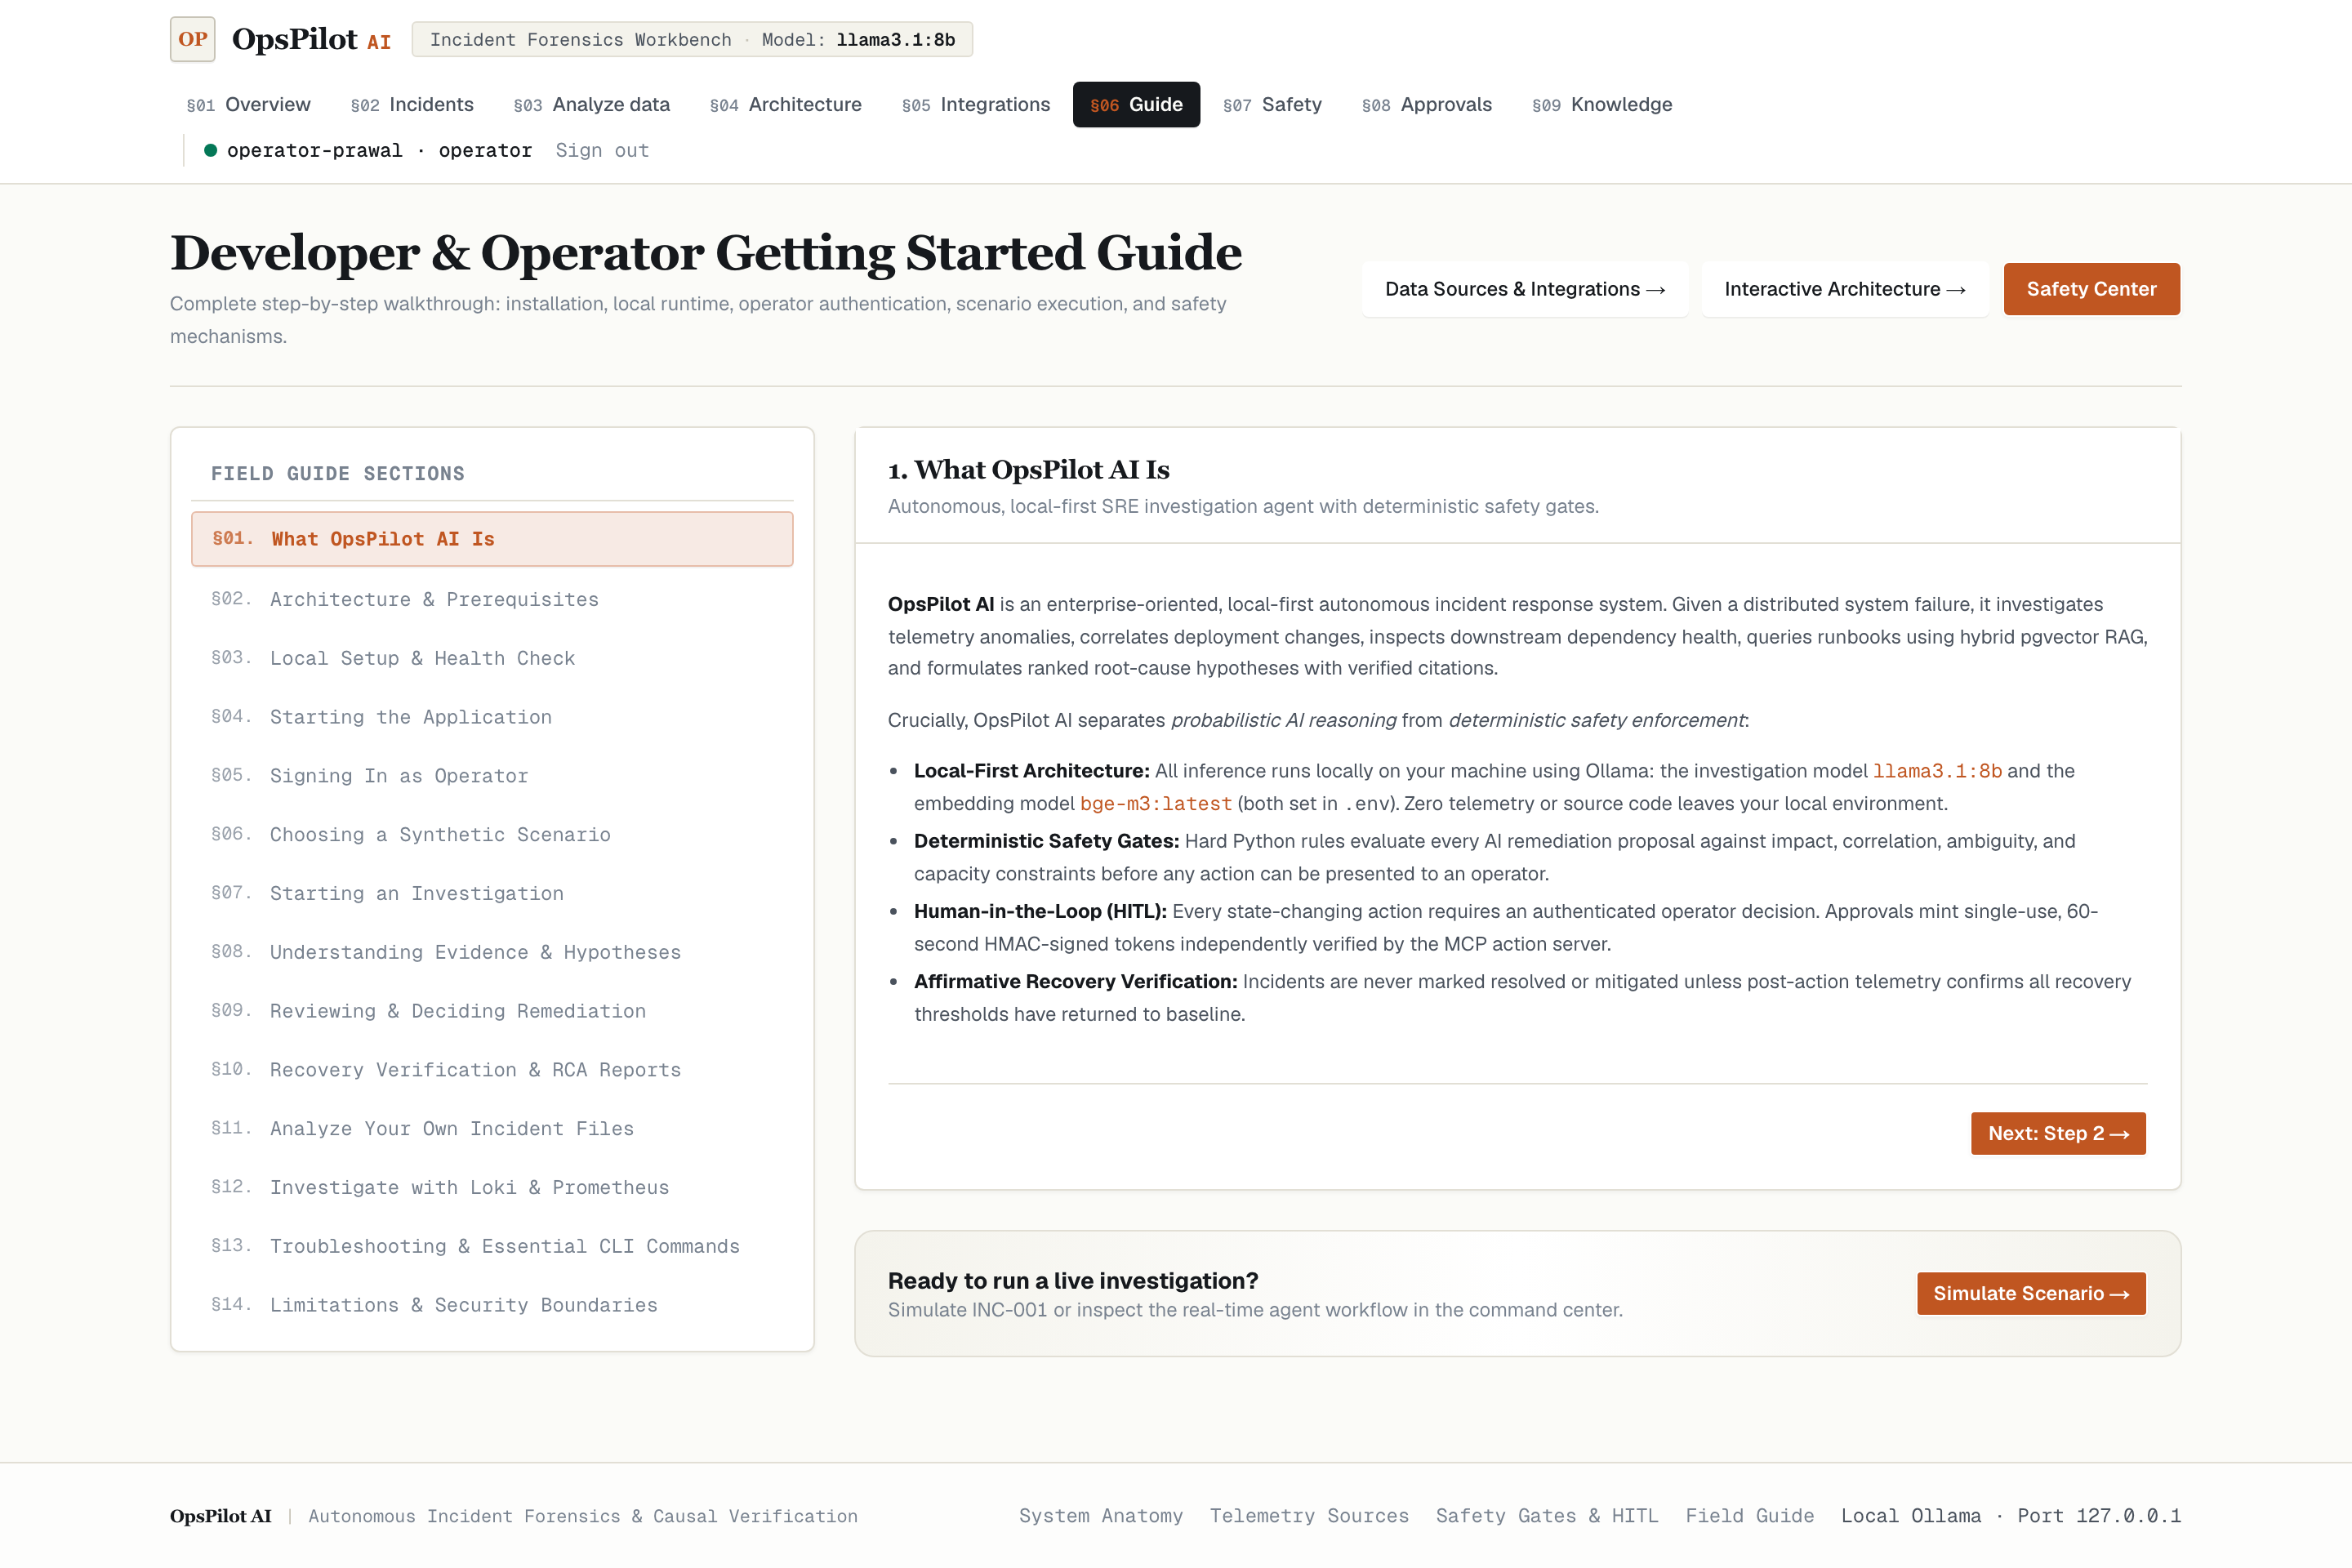 OP OpsPilot AI Incident Forensics Workbench · Model: llama3.1:8b
§01 Overview §02 Incidents §03 Analyze data §04 Architecture §05 Integrations §06 Guide §07 Safety §08 Approvals §09 Knowledge
operator-prawal · operator Sign out
Developer & Operator Getting Started Guide
Complete step-by-step walkthrough: installation, local runtime, operator authentication, scenario execution, and safety
mechanisms.
Data Sources & Integrations → Interactive Architecture → Safety Center
FIELD GUIDE SECTIONS
§01. What OpsPilot AI Is
§02. Architecture & Prerequisites
§03. Local Setup & Health Check
§04. Starting the Application
§05. Signing In as Operator
§06. Choosing a Synthetic Scenario
§07. Starting an Investigation
§08. Understanding Evidence & Hypotheses
§09. Reviewing & Deciding Remediation
§10. Recovery Verification & RCA Reports
§11. Analyze Your Own Incident Files
§12. Investigate with Loki & Prometheus
§13. Troubleshooting & Essential CLI Commands
§14. Limitations & Security Boundaries
1. What OpsPilot AI Is
Autonomous, local-first SRE investigation agent with deterministic safety gates.
OpsPilot AI is an enterprise-oriented, local-first autonomous incident response system. Given a distributed system failure, it investigates
telemetry anomalies, correlates deployment changes, inspects downstream dependency health, queries runbooks using hybrid pgvector RAG,
and formulates ranked root-cause hypotheses with verified citations.
Crucially, OpsPilot AI separates probabilistic AI reasoning from deterministic safety enforcement:
• Local-First Architecture: All inference runs locally on your machine using Ollama: the investigation model llama3.1:8b and the
embedding model bge-m3:latest (both set in .env). Zero telemetry or source code leaves your local environment.
• Deterministic Safety Gates: Hard Python rules evaluate every AI remediation proposal against impact, correlation, ambiguity, and
capacity constraints before any action can be presented to an operator.
• Human-in-the-Loop (HITL): Every state-changing action requires an authenticated operator decision. Approvals mint single-use, 60-
second HMAC-signed tokens independently verified by the MCP action server.
• Affirmative Recovery Verification: Incidents are never marked resolved or mitigated unless post-action telemetry confirms all recovery
thresholds have returned to baseline.
Next: Step 2 →
Ready to run a live investigation?
Simulate INC-001 or inspect the real-time agent workflow in the command center.
Simulate Scenario →
OpsPilot AI | Autonomous Incident Forensics & Causal Verification
System Anatomy Telemetry Sources Safety Gates & HITL Field Guide Local Ollama · Port 127.0.0.1